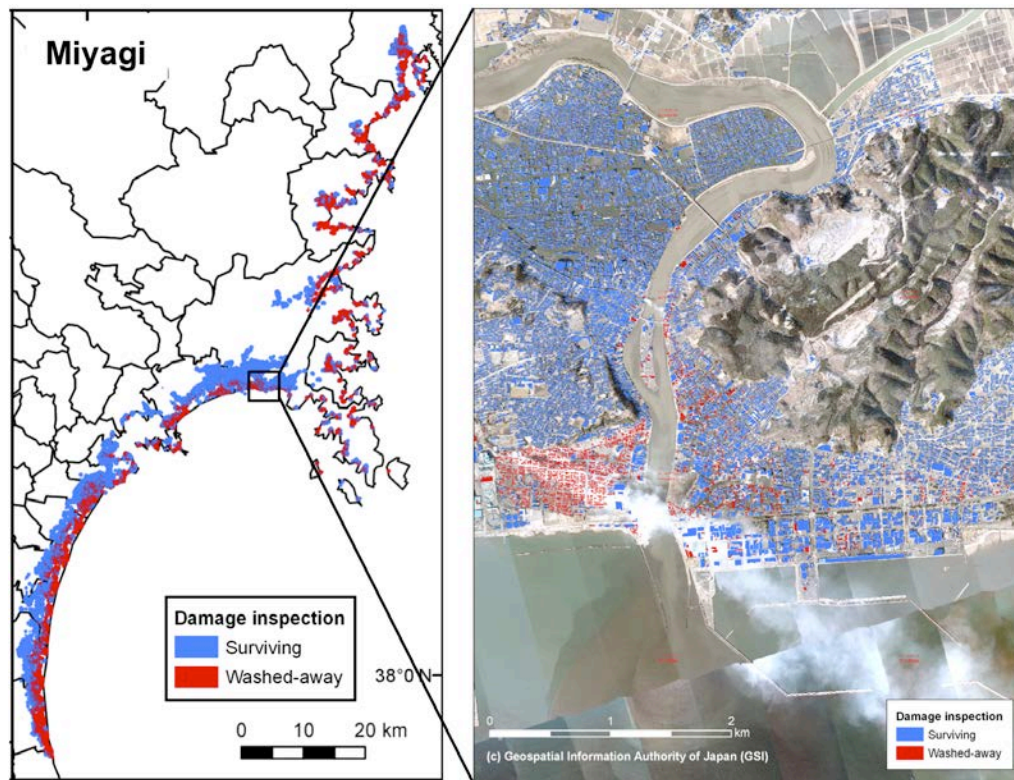 Miyagi
Damage inspection
Surviving
Washed-away
38°0 N
0 10 20 km
0 1 2
km
(c) Geospatial Information Authority of Japan (GSI)
Damage inspection
Surviving
Washed-away